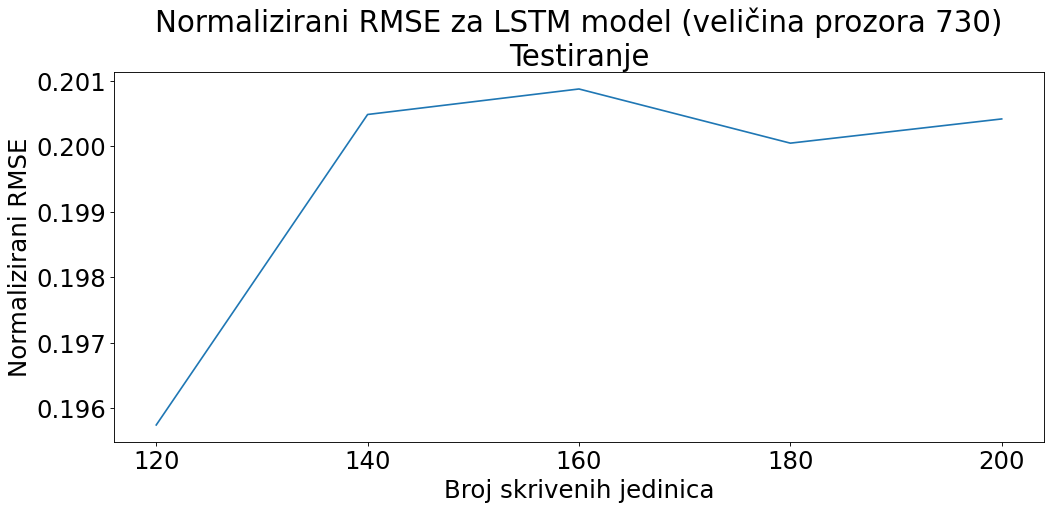 Normalizirani RMSE za LSTM model (veličina prozora 730)
Testiranje
Normalizirani RMSE
0.201
0.200
0.199
0.198
0.197
0.196
120 140 160 180 200
Broj skrivenih jedinica